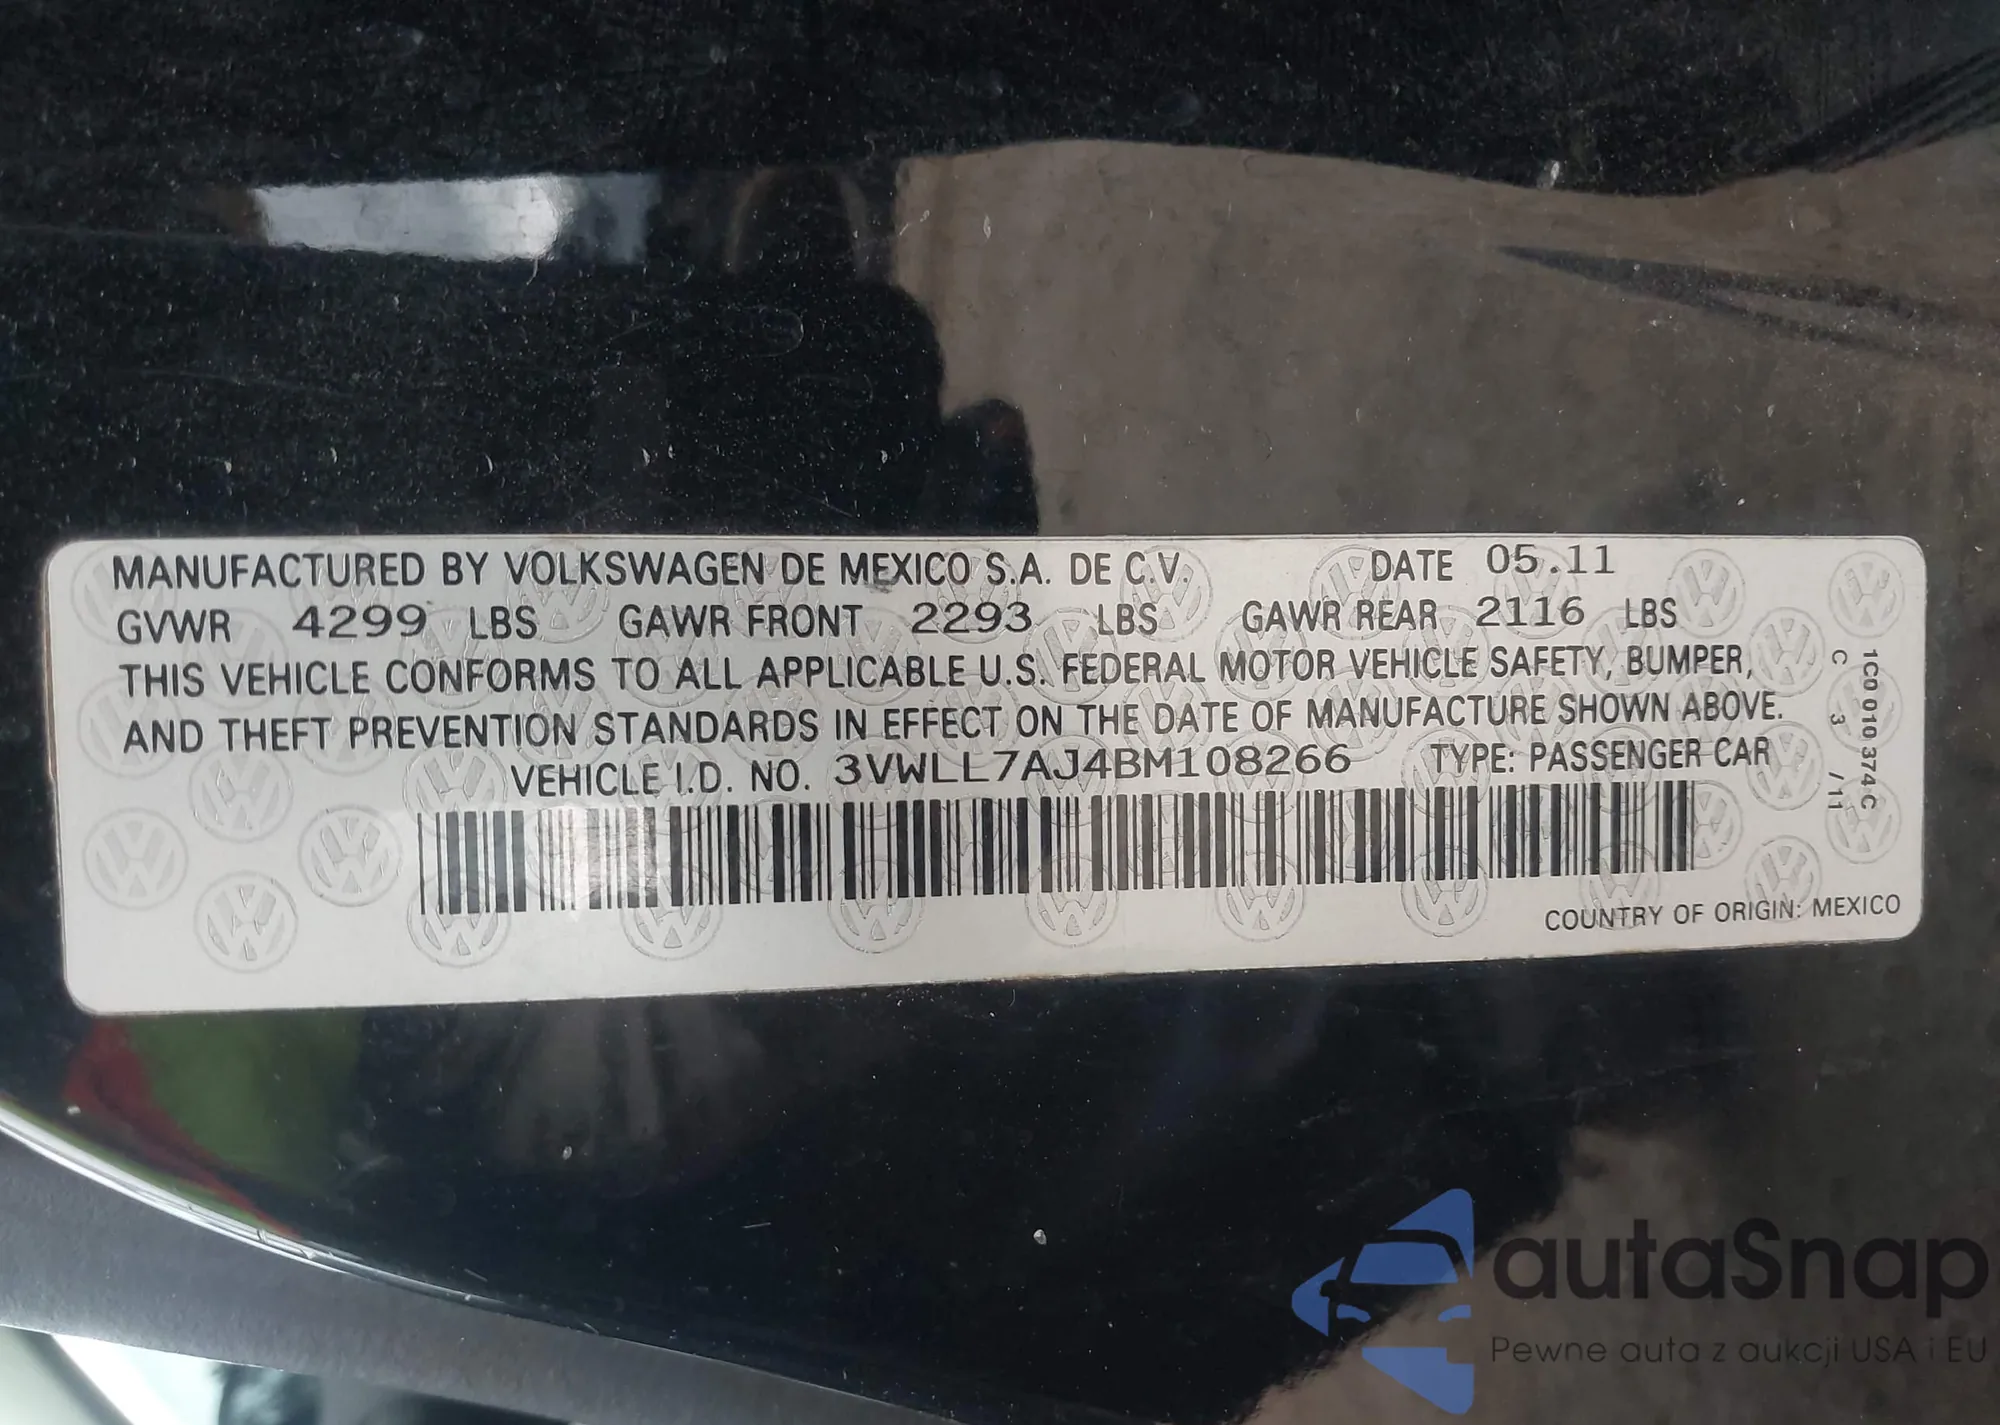 MANUFACTURED BY VOLKSWAGEN DE MEXICO S.A. DE C.V. DATE 05.11
GVWR 4299 LBS GAWR FRONT 2293 LBS GAWR REAR 2116 LBS
THIS VEHICLE CONFORMS TO ALL APPLICABLE U.S. FEDERAL MOTOR VEHICLE SAFETY, BUMPER,
AND THEFT PREVENTION STANDARDS IN EFFECT ON THE DATE OF MANUFACTURE SHOWN ABOVE.
VEHICLE I.D. NO. 3VWLL7AJ4BM108266 TYPE: PASSENGER CAR
COUNTRY OF ORIGIN: MEXICO
1C0 010 374 C
C 3 /11
autaSnap
Pewne auta z aukcji USA i EU